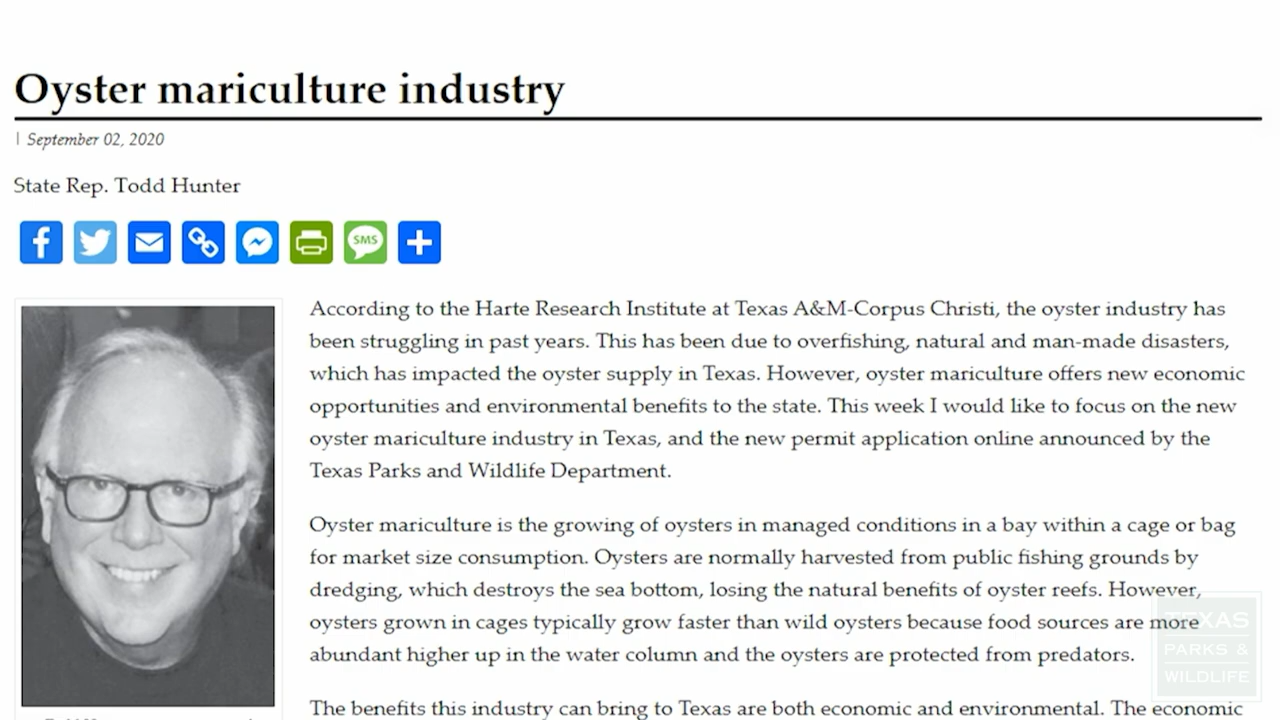 Oyster mariculture industry
| September 02, 2020
State Rep. Todd Hunter
SMS
According to the Harte Research Institute at Texas A&M-Corpus Christi, the oyster industry has
been struggling in past years. This has been due to overfishing, natural and man-made disasters,
which has impacted the oyster supply in Texas. However, oyster mariculture offers new economic
opportunities and environmental benefits to the state. This week I would like to focus on the new
oyster mariculture industry in Texas, and the new permit application online announced by the
Texas Parks and Wildlife Department.
Oyster mariculture is the growing of oysters in managed conditions in a bay within a cage or bag
for market size consumption. Oysters are normally harvested from public fishing grounds by
dredging, which destroys the sea bottom, losing the natural benefits of oyster reefs. However,
oysters grown in cages typically grow faster than wild oysters because food sources are more
abundant higher up in the water column and the oysters are protected from predators.
The benefits this industry can bring to Texas are both economic and environmental. The economic
TEXAS
PARKS &
WILDLIFE